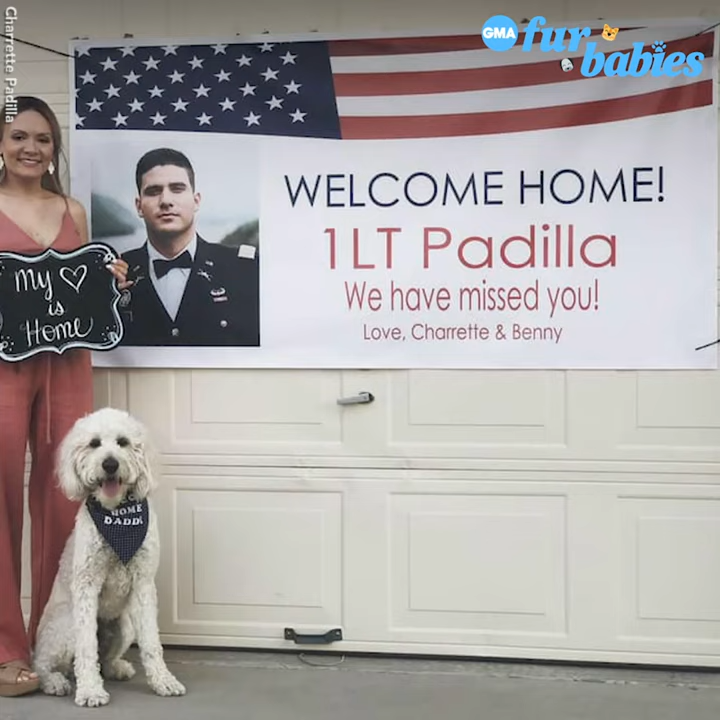 Charrette Padilla
GMA fur babies
WELCOME HOME!
1LT Padilla
We have missed you!
Love, Charrette & Benny
my
is
Home
HOME